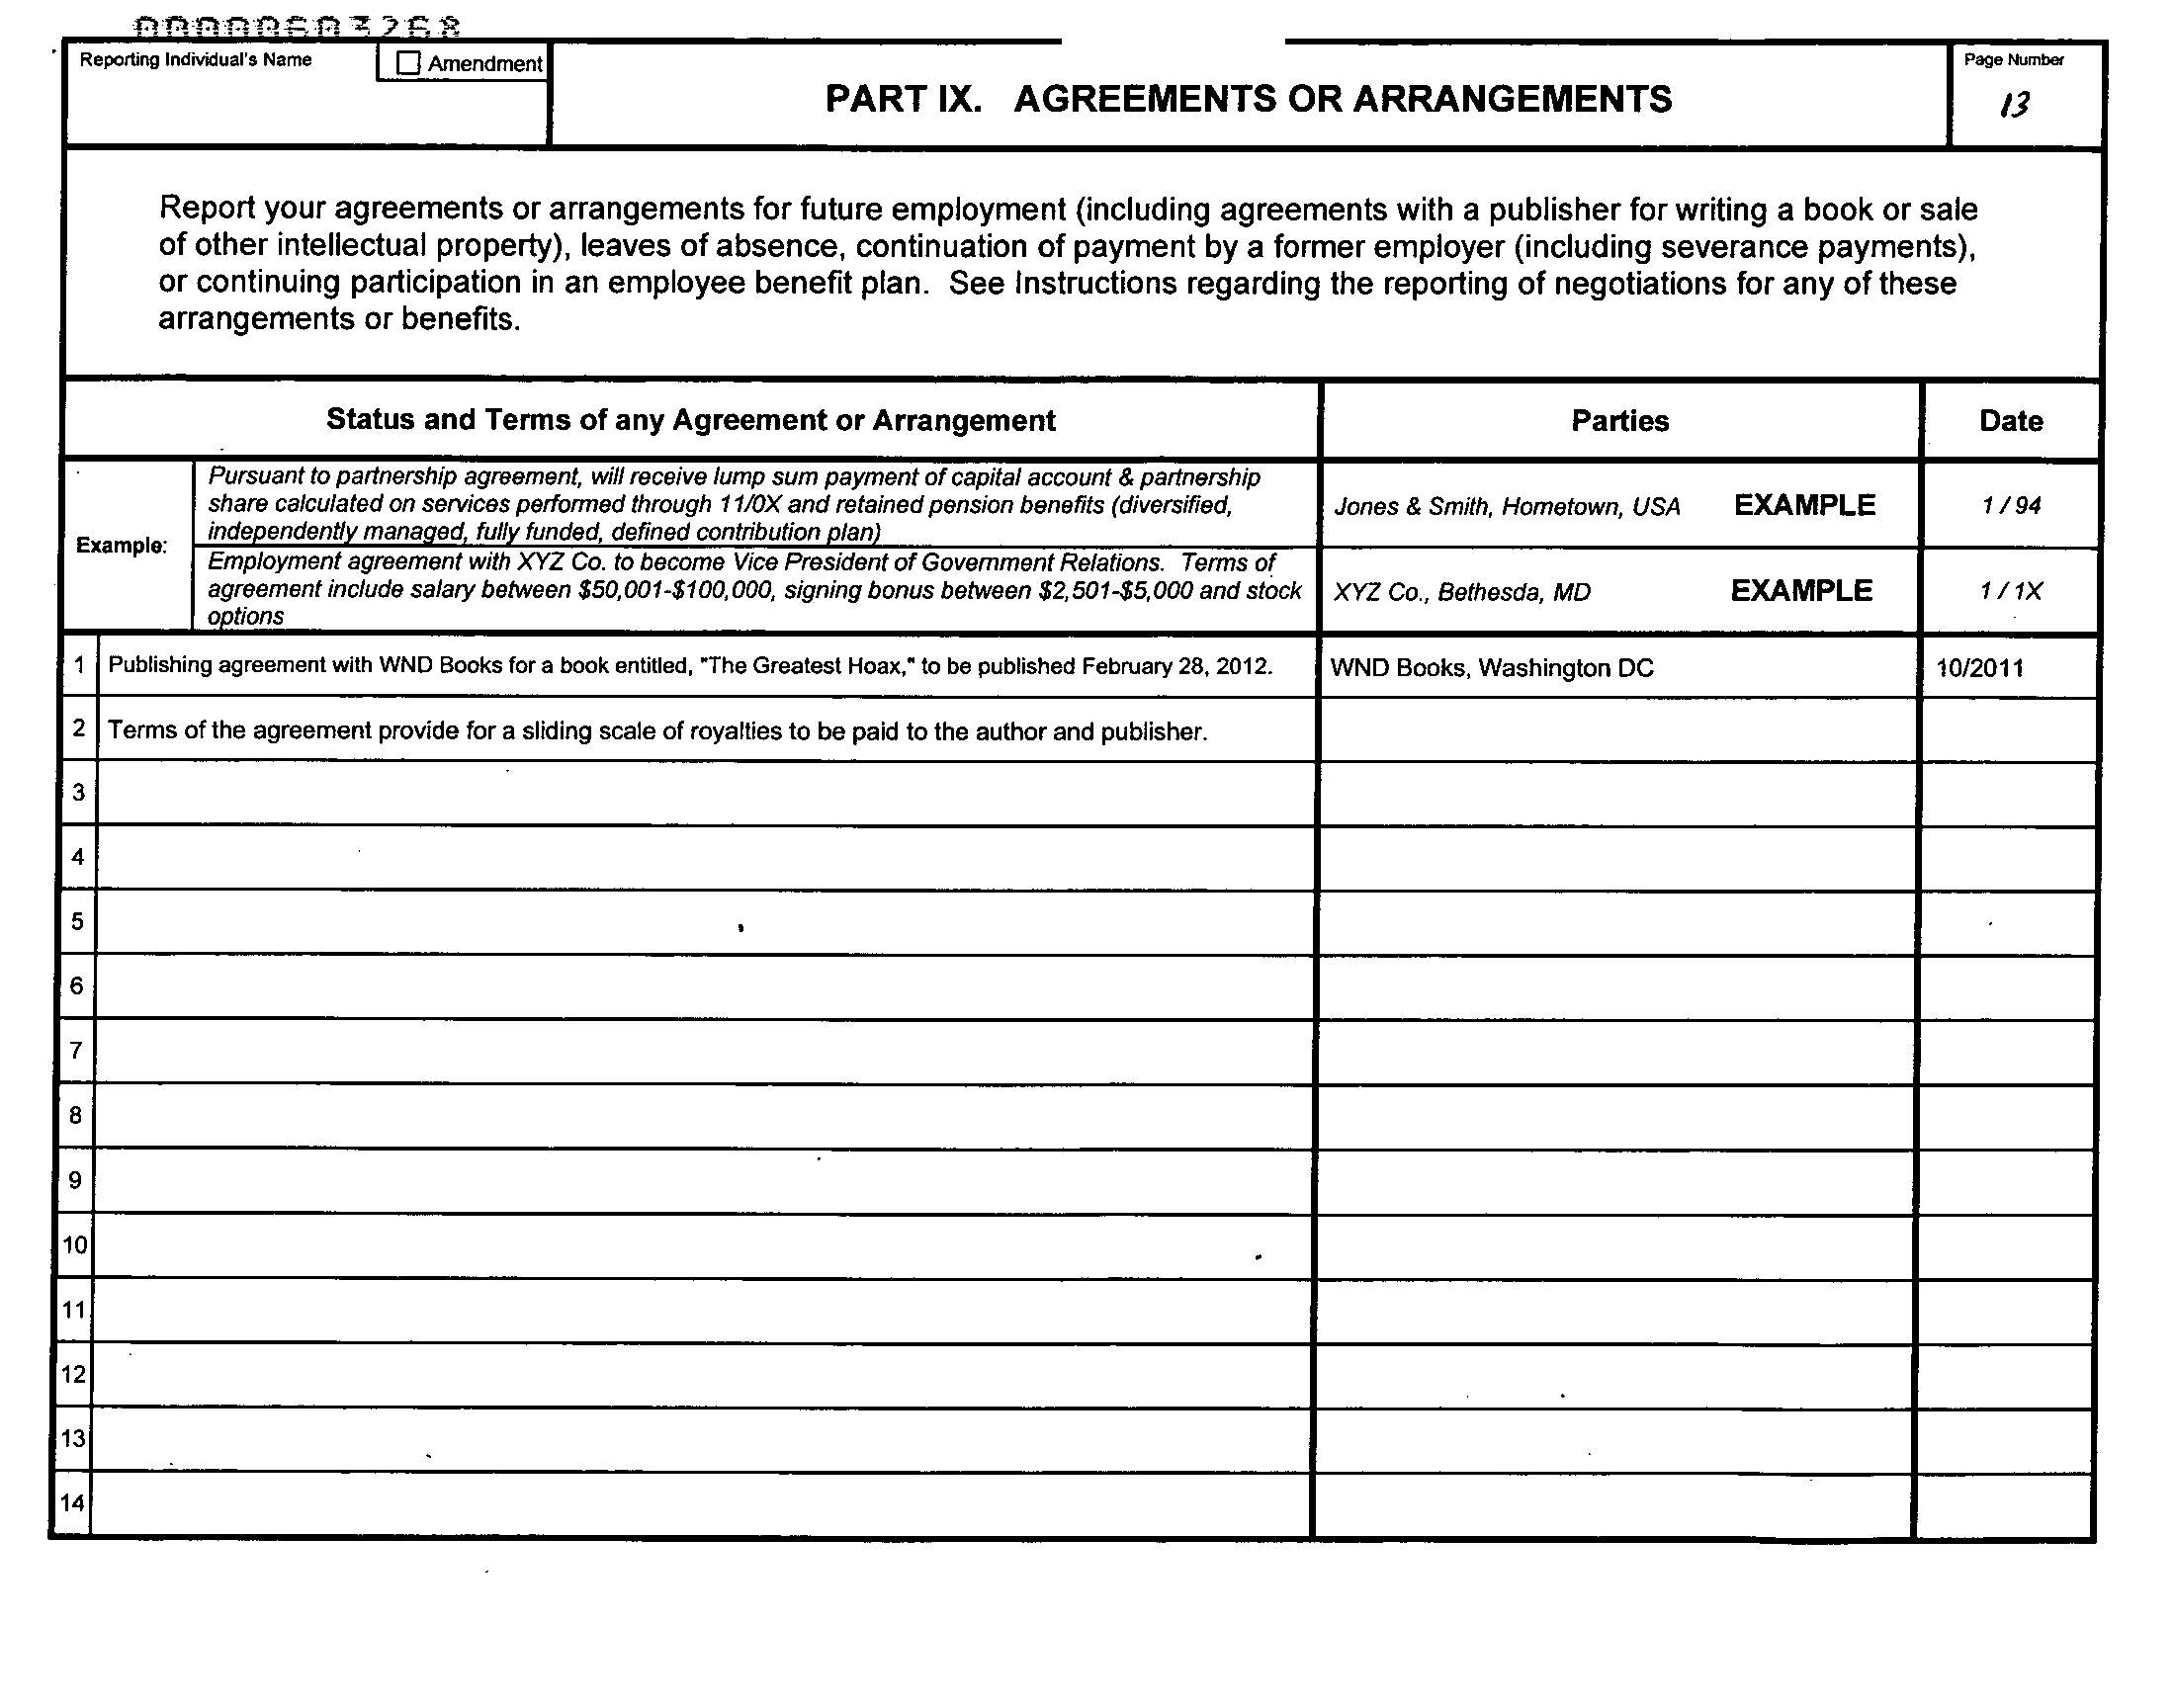 Reporting Individual's Name
Amendment
PART IX. AGREEMENTS OR ARRANGEMENTS
Page Number
13
Report your agreements or arrangements for future employment (including agreements with a publisher for writing a book or sale
of other intellectual property), leaves of absence, continuation of payment by a former employer (including severance payments),
or continuing participation in an employee benefit plan. See Instructions regarding the reporting of negotiations for any of these
arrangements or benefits.
Status and Terms of any Agreement or Arrangement Parties Date
Example:
Pursuant to partnership agreement, will receive lump sum payment of capital account & partnership
share calculated on services performed through 11/0X and retained pension benefits (diversified,
independently managed, fully funded, defined contribution plan)
Jones & Smith, Hometown, USA EXAMPLE 1 / 94
Employment agreement with XYZ Co. to become Vice President of Government Relations. Terms of
agreement include salary between $50,001-$100,000, signing bonus between $2,501-$5,000 and stock
options
XYZ Co., Bethesda, MD EXAMPLE 1 / 1X
1 Publishing agreement with WND Books for a book entitled, "The Greatest Hoax," to be published February 28, 2012. WND Books, Washington DC 10/2011
2 Terms of the agreement provide for a sliding scale of royalties to be paid to the author and publisher.
3
4
5
6
7
8
9
10
11
12
13
14